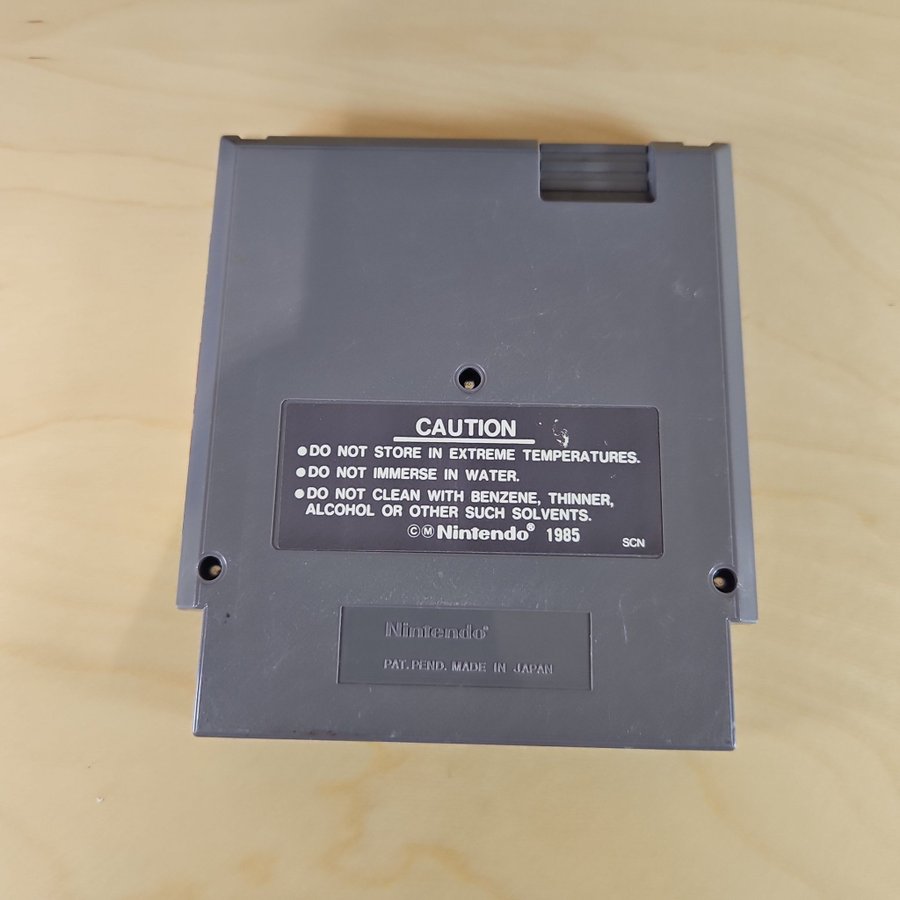 CAUTION
●DO NOT STORE IN EXTREME TEMPERATURES.
●DO NOT IMMERSE IN WATER.
●DO NOT CLEAN WITH BENZENE, THINNER,
ALCOHOL OR OTHER SUCH SOLVENTS.
©Ⓜ Nintendo® 1985
SCN
Nintendo®
PAT. PEND. MADE IN JAPAN